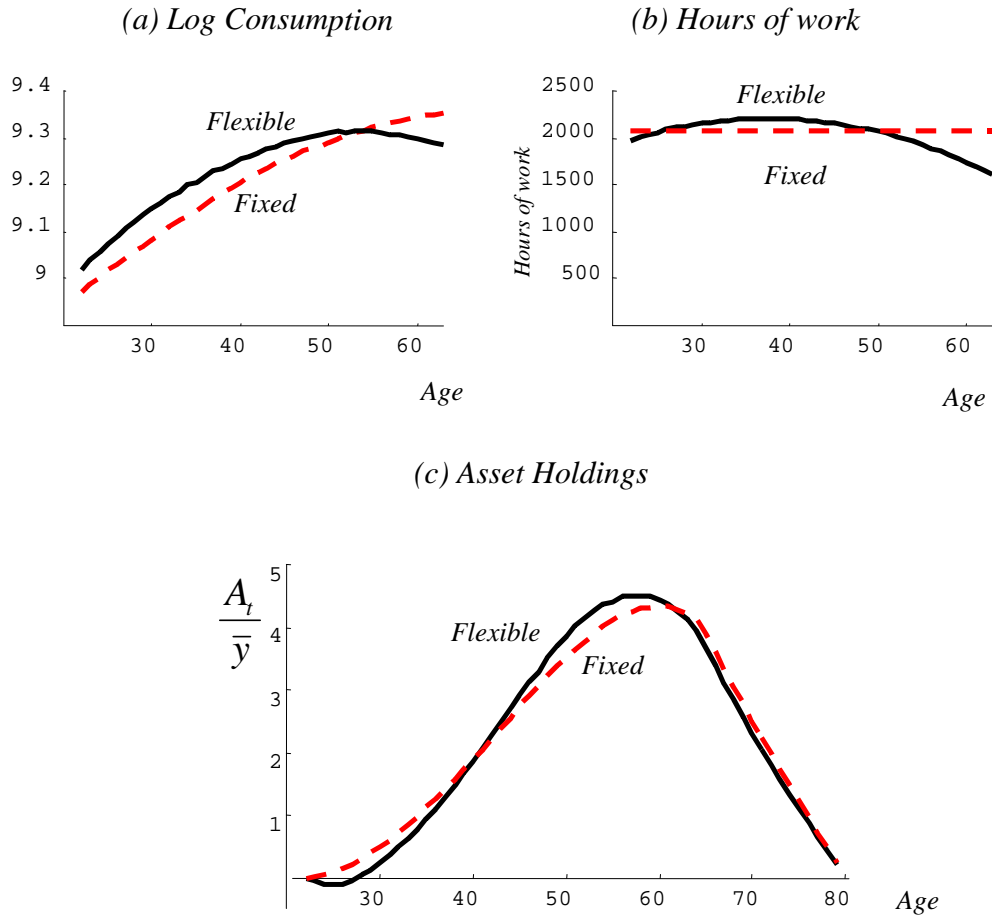 (a) Log Consumption
9.4
9.3
9.2
9.1
9
Flexible
Fixed
30 40 50 60
Age
(b) Hours of work
2500
2000
1500
1000
500
Hours of work
Flexible
Fixed
30 40 50 60
Age
(c) Asset Holdings
5
4
3
2
1
A_t
y̅
Flexible
Fixed
30 40 50 60 70 80
Age